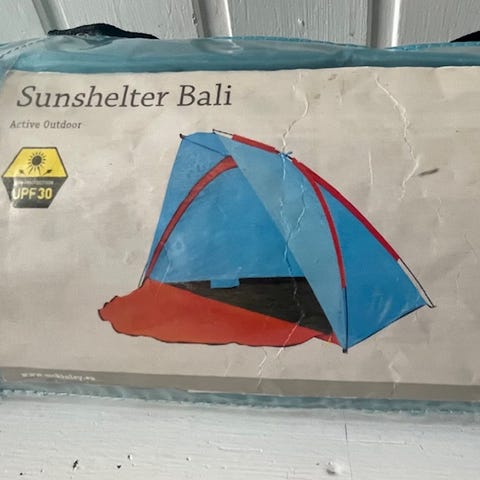 Sunshelter Bali
Active Outdoor
UPF30